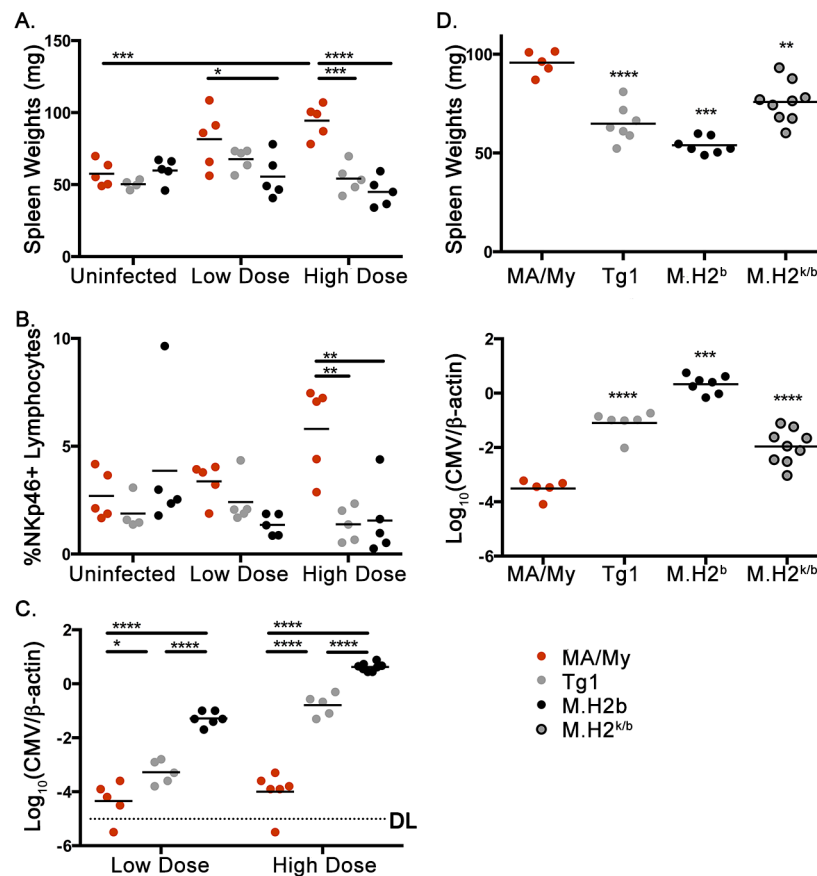 A.
Spleen Weights (mg)
150
100
50
0
***
*
****
***
Uninfected
Low Dose
High Dose
B.
%NKp46+ Lymphocytes
10
5
0
**
**
Uninfected
Low Dose
High Dose
C.
Log10(CMV/β-actin)
2
0
-2
-4
-6
****
*
****
****
****
****
DL
Low Dose
High Dose
D.
Spleen Weights (mg)
100
50
0
****
***
**
MA/My
Tg1
M.H2ᵇ
M.H2ᵏ/ᵇ
Log₁₀(CMV/β-actin)
2
0
-2
-4
-6
****
***
****
MA/My
Tg1
M.H2ᵇ
M.H2ᵏ/ᵇ
MA/My
Tg1
M.H2b
M.H2ᵏ/ᵇ